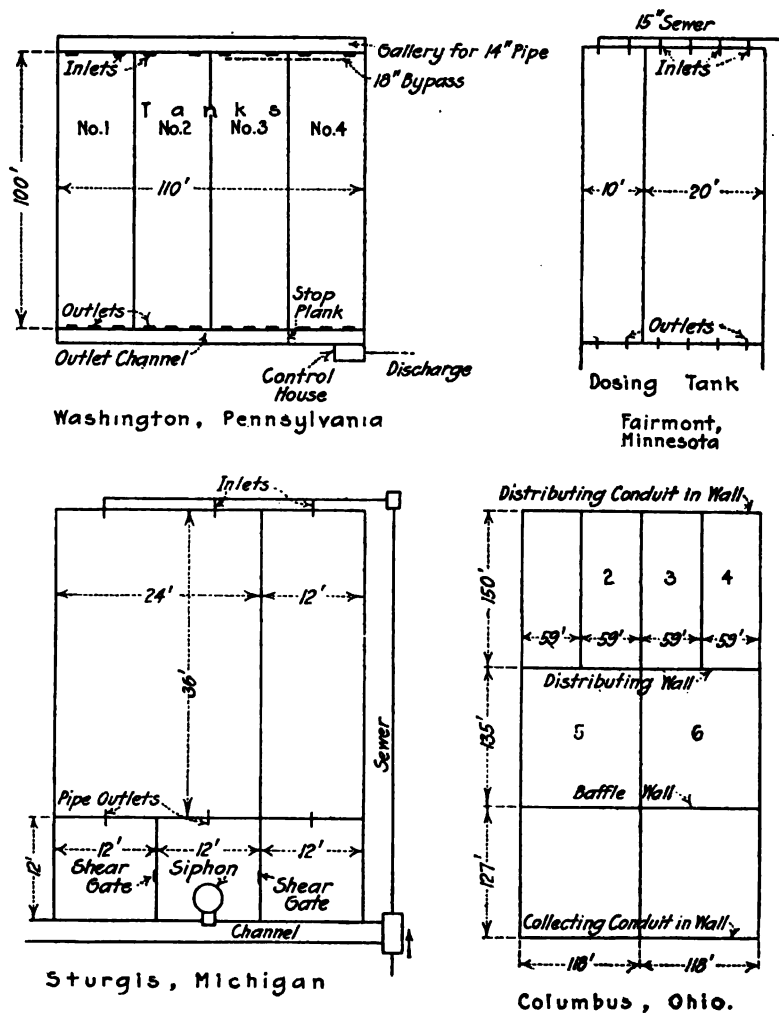 Gallery for 14" Pipe
Inlets
18" Bypass
Tanks
No.1 No.2 No.3 No.4
110'
100'
Outlets
Stop
Plank
Outlet Channel
Control
House
Discharge
Washington, Pennsylvania
15" Sewer
Inlets
10' 20'
Outlets
Dosing Tank
Fairmont,
Minnesota
Inlets
24' 12'
36'
Sewer
Pipe Outlets
12' 12' 12'
12'
Shear
Gate
Siphon
Shear
Gate
Channel
Sturgis, Michigan
Distributing Conduit in Wall
150'
2 3 4
59' 59' 59' 59'
Distributing Wall
135'
5 6
Baffle Wall
127'
Collecting Conduit in Wall
118' 118'
Columbus, Ohio.